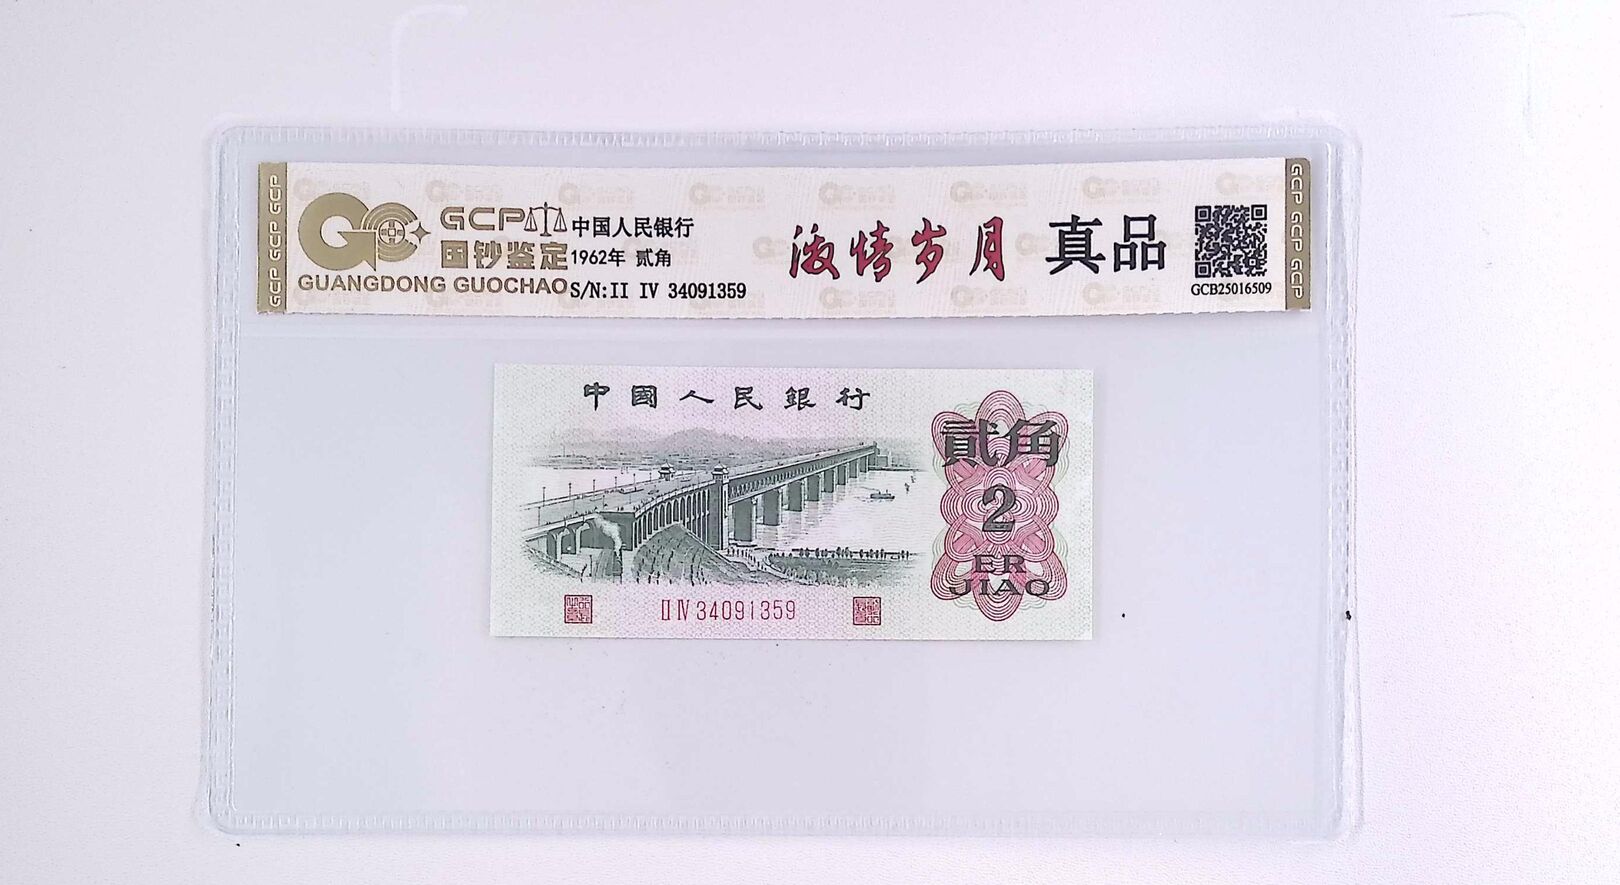 GCP GCP GCP
GCP
国钞鉴定
GUANGDONG GUOCHAO
中国人民银行
1962年 贰角
S/N:II IV 34091359
激情岁月 真品
GCB25016509
GCP GCP GCP
中國人民銀行
貳角
2
ER
JIAO
II IV 34091359